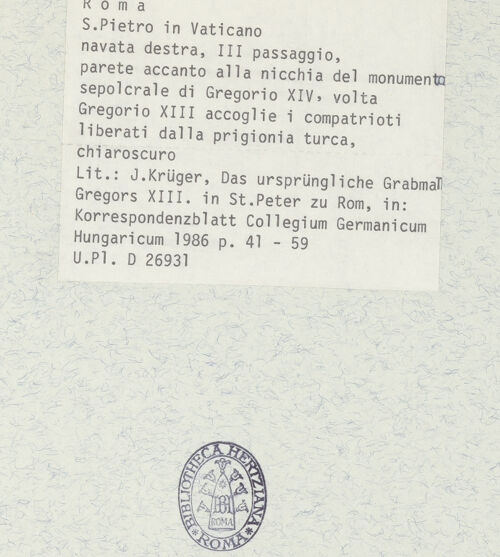 R o m a
S.Pietro in Vaticano
navata destra, III passaggio,
parete accanto alla nicchia del monumento
sepolcrale di Gregorio XIV, volta
Gregorio XIII accoglie i compatrioti
liberati dalla prigionia turca,
chiaroscuro
Lit.: J.Krüger, Das ursprüngliche Grabmal
Gregors XIII. in St.Peter zu Rom, in:
Korrespondenzblatt Collegium Germanicum
Hungaricum 1986 p. 41 - 59
U.Pl. D 26931
BIBLIOTHECA HERTZIANA
ROMA
ROMA